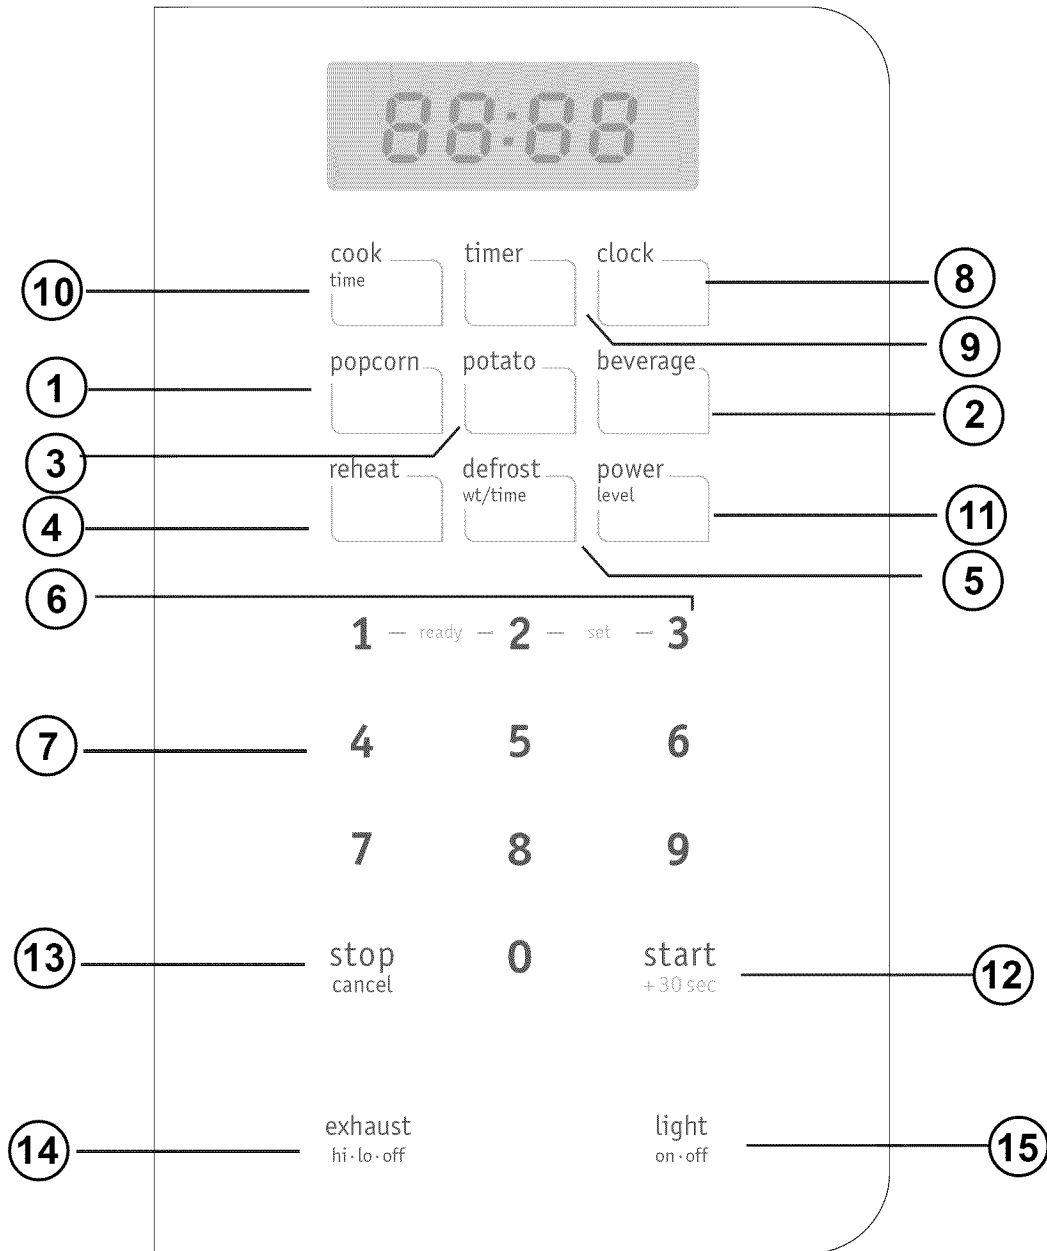 88:88
cook timer clock
time
10
8
9
popcorn potato beverage
1
2
3
reheat defrost power
wt/time level
4
11
5
6
1 — ready — 2 — set — 3
7
4 5 6
7 8 9
13
stop 0 start
cancel +30 sec
12
exhaust light
hi·lo·off on·off
14
15